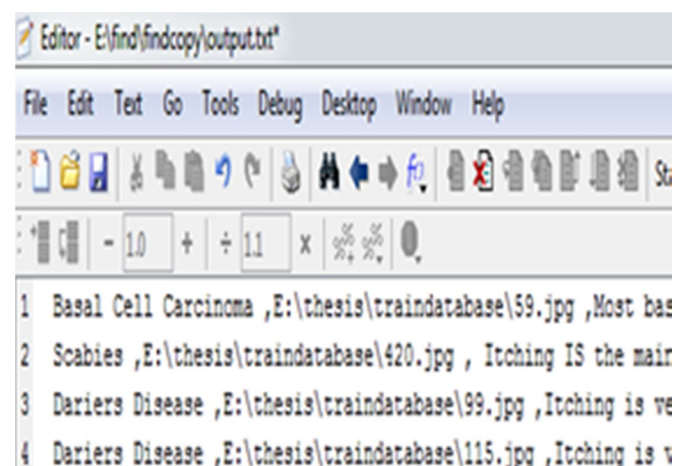 Editor - E:\find\findcopy\output.txt*
File Edit Text Go Tools Debug Desktop Window Help
- 1.0 + ÷ 1.1 x
1 Basal Cell Carcinoma ,E:\thesis\traindatabase\59.jpg ,Most bas
2 Scabies ,E:\thesis\traindatabase\420.jpg , Itching IS the main
3 Dariers Disease ,E:\thesis\traindatabase\99.jpg ,Itching is ve
4 Dariers Disease ,E:\thesis\traindatabase\115.jpg ,Itching is v